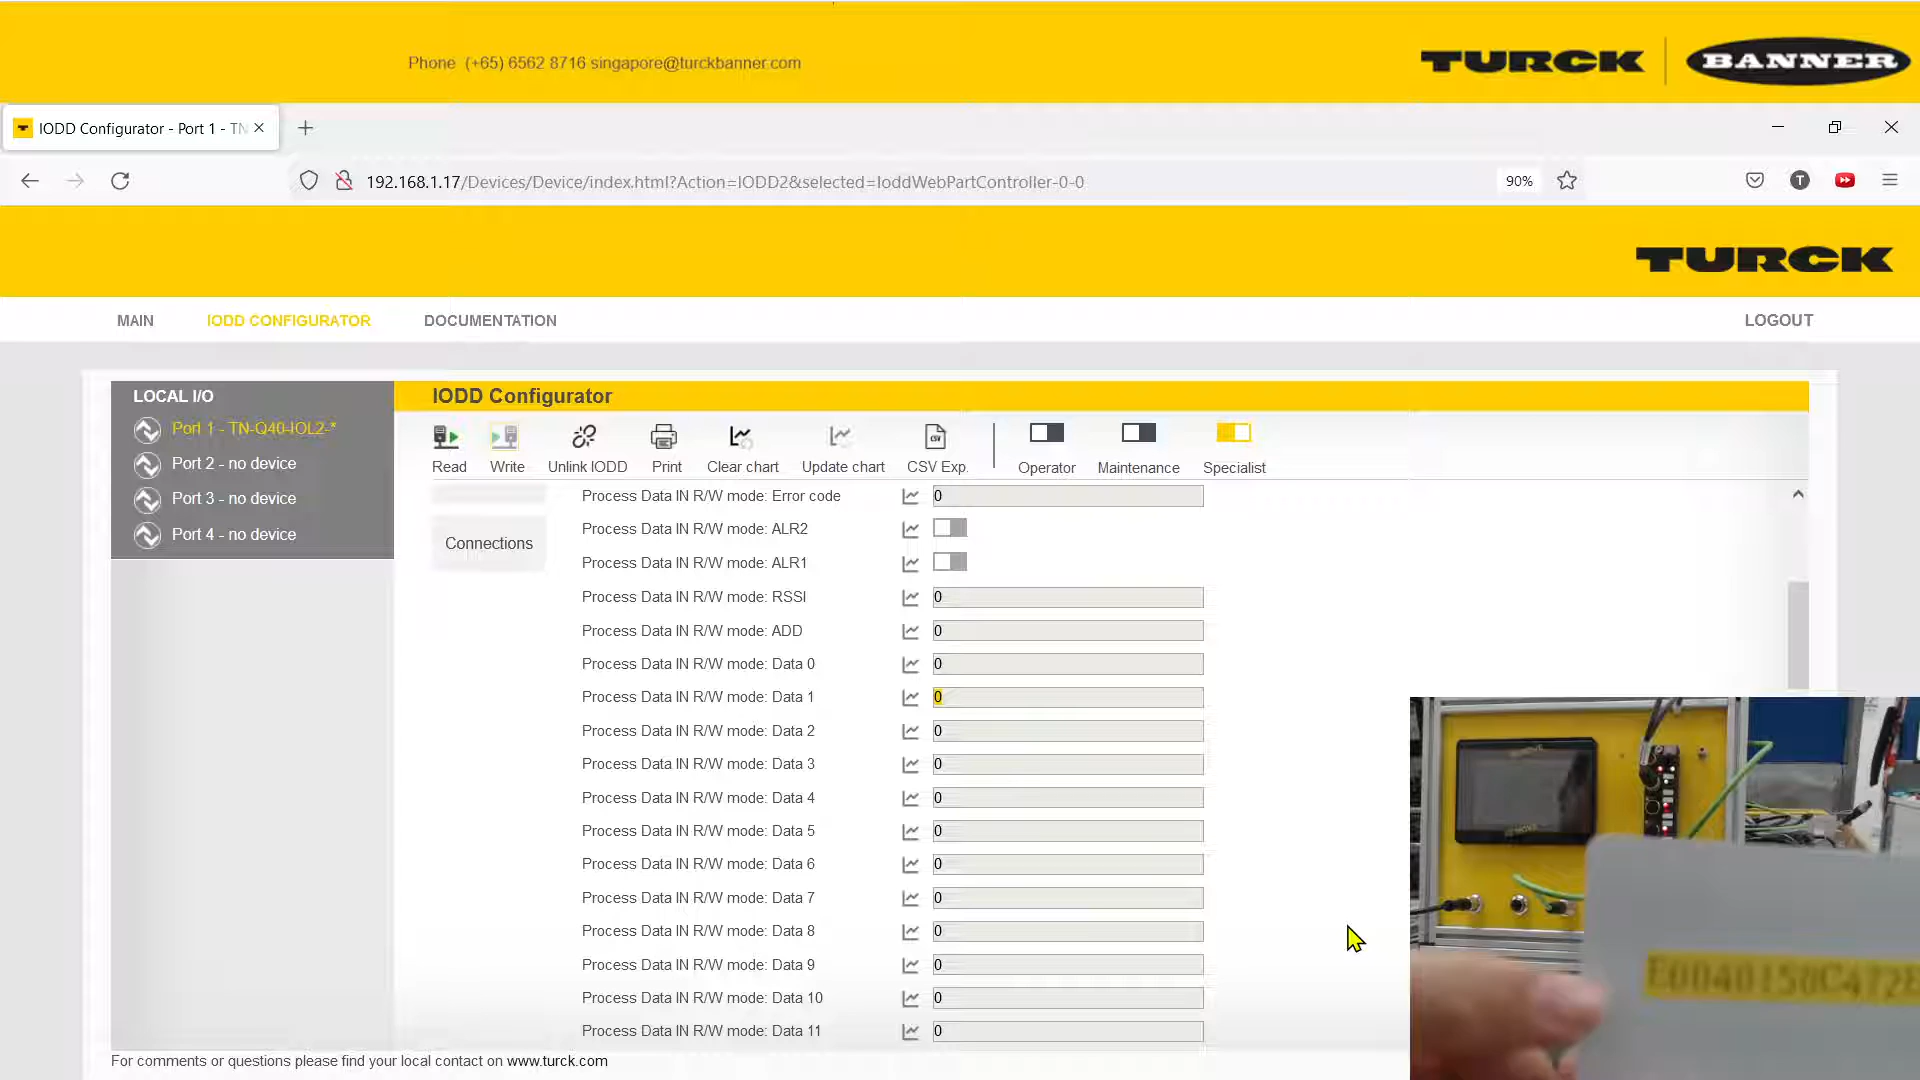 Phone (+65) 6562 8716 singapore@turckbanner.com
TURCK
BANNER
IODD Configurator - Port 1 - TN
192.168.1.17/Devices/Device/index.html?Action=IODD2&selected=IoddWebPartController-0-0
90%
T
TURCK
MAIN
IODD CONFIGURATOR
DOCUMENTATION
LOGOUT
LOCAL I/O
Port 1 - TN-Q40-IOL2-*
Port 2 - no device
Port 3 - no device
Port 4 - no device
IODD Configurator
Read
Write
Unlink IODD
Print
Clear chart
Update chart
CSV
CSV Exp.
Operator
Maintenance
Specialist
Connections
Process Data IN R/W mode: Error code 0
Process Data IN R/W mode: ALR2
Process Data IN R/W mode: ALR1
Process Data IN R/W mode: RSSI 0
Process Data IN R/W mode: ADD 0
Process Data IN R/W mode: Data 0 0
Process Data IN R/W mode: Data 1 0
Process Data IN R/W mode: Data 2 0
Process Data IN R/W mode: Data 3 0
Process Data IN R/W mode: Data 4 0
Process Data IN R/W mode: Data 5 0
Process Data IN R/W mode: Data 6 0
Process Data IN R/W mode: Data 7 0
Process Data IN R/W mode: Data 8 0
Process Data IN R/W mode: Data 9 0
Process Data IN R/W mode: Data 10 0
Process Data IN R/W mode: Data 11 0
For comments or questions please find your local contact on www.turck.com